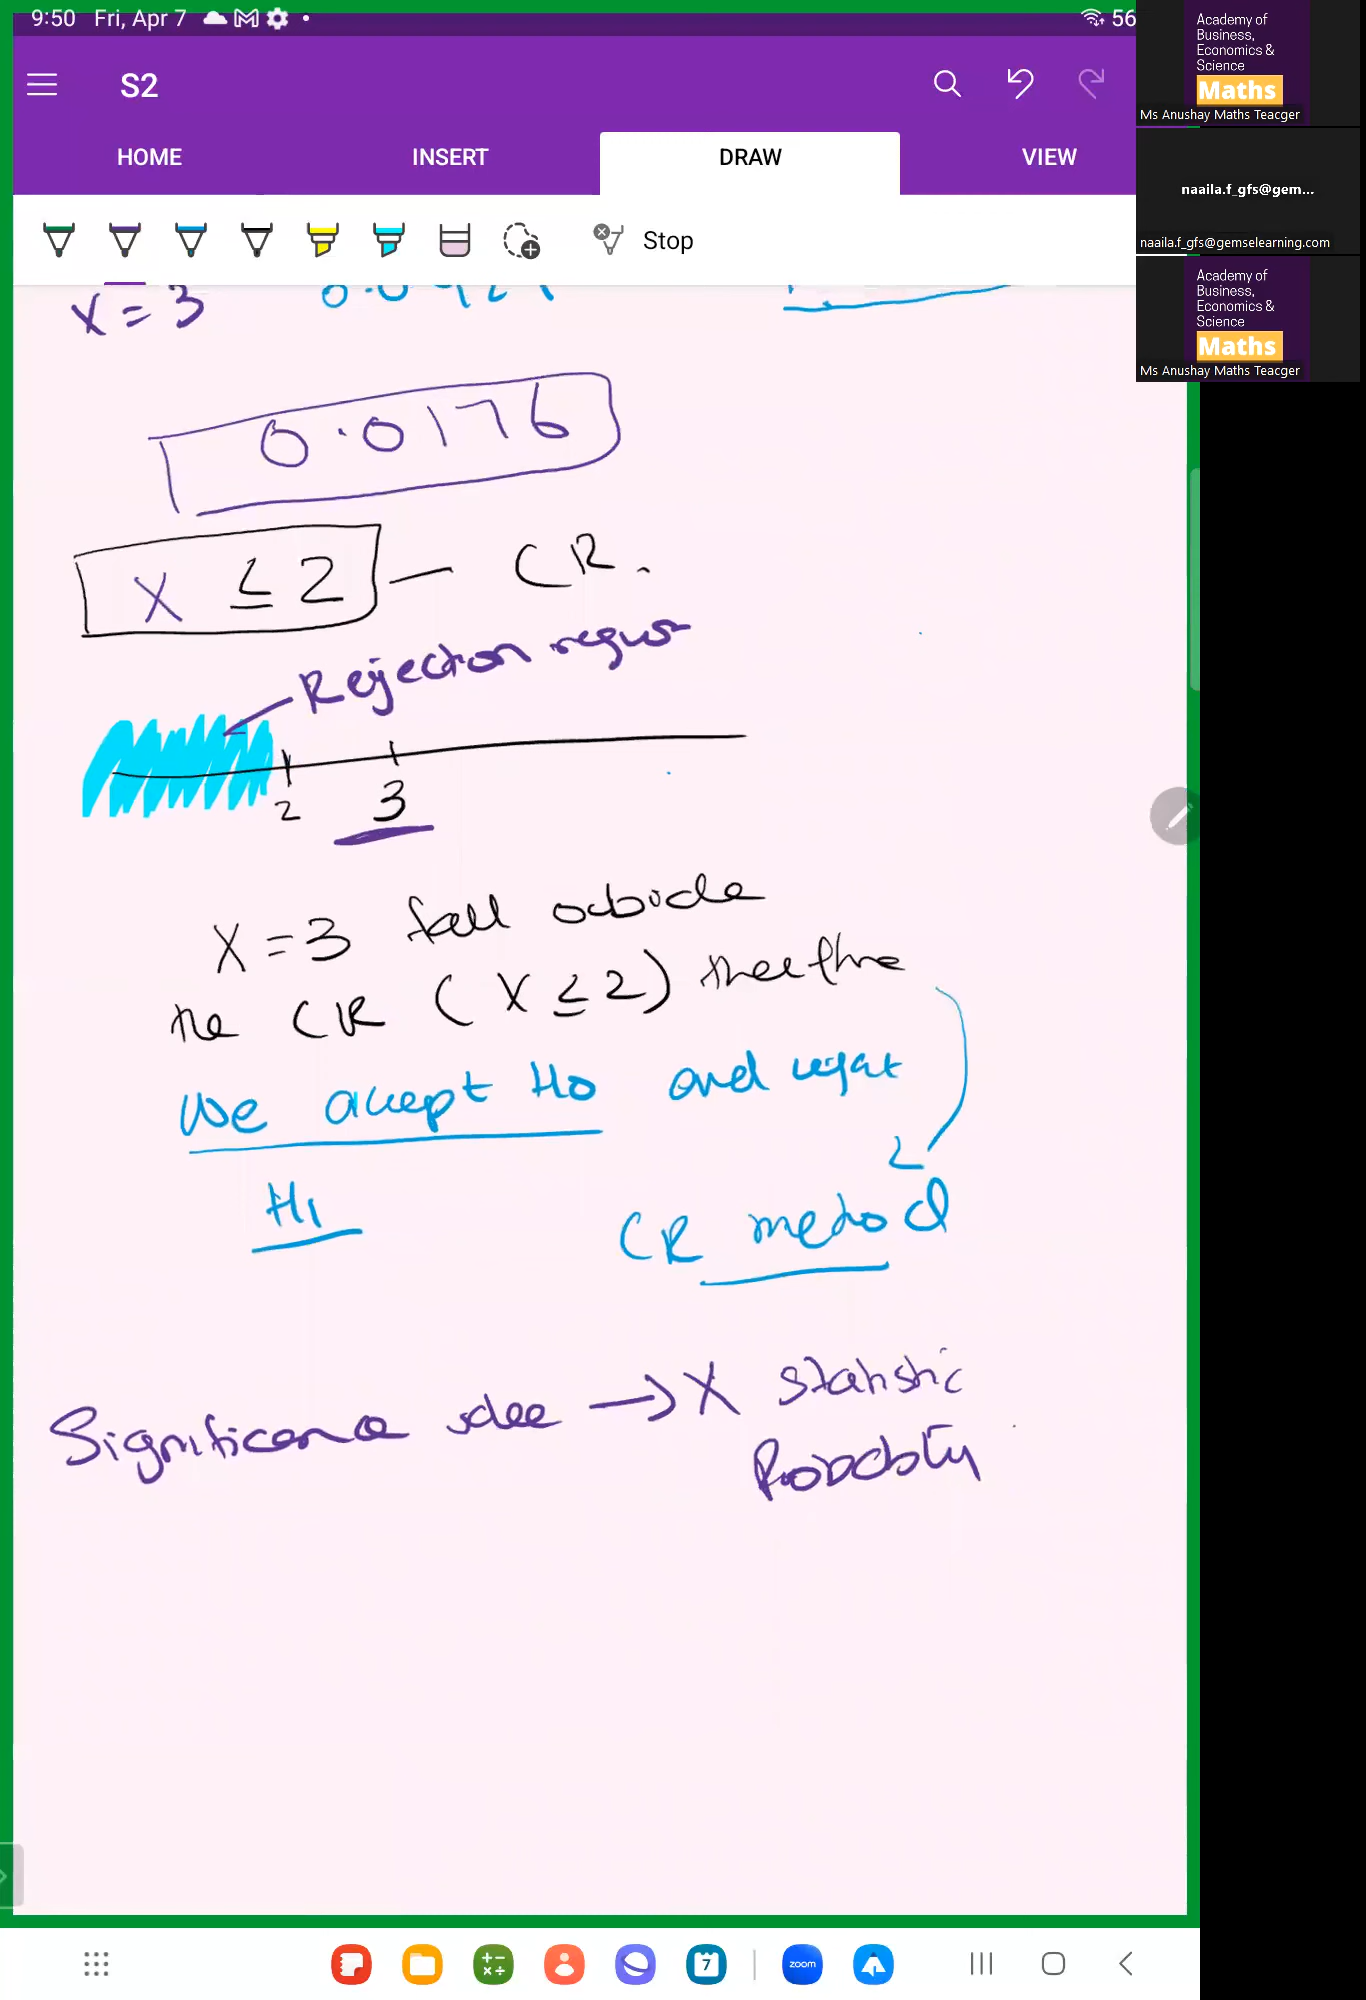 9:50 Fri, Apr 7
56
S2
HOME INSERT DRAW VIEW
Stop
Academy of
Business,
Economics &
Science
Maths
Ms Anushay Maths Teacger
naaila.f_gfs@gem...
naaila.f_gfs@gemselearning.com
Academy of
Business,
Economics &
Science
Maths
Ms Anushay Maths Teacger
X = 3
0.0176
X ≤ 2 — CR.
Rejection
2 3
X = 3 fall outside
the CR (X ≤ 2) therefore
We accept H0 and reject
H1
CR method
Significance → X Statistic
Probability
7
zoom